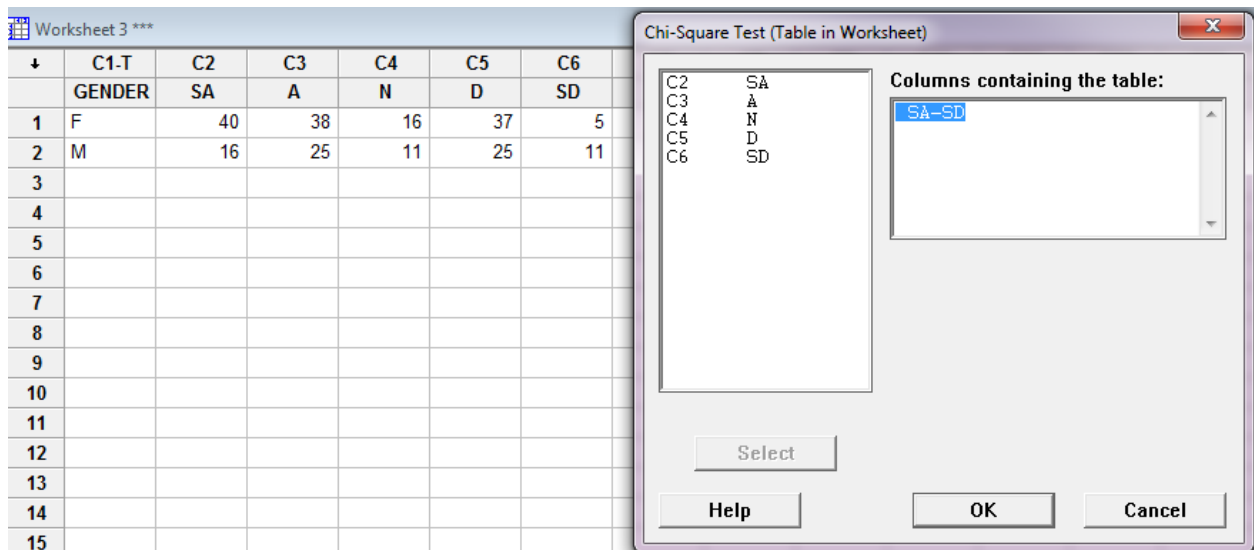 Worksheet 3 ***
↓ C1-T C2 C3 C4 C5 C6
GENDER SA A N D SD
1 F 40 38 16 37 5
2 M 16 25 11 25 11
3
4
5
6
7
8
9
10
11
12
13
14
15
Chi-Square Test (Table in Worksheet)
C2 SA
C3 A
C4 N
C5 D
C6 SD
Columns containing the table:
SA-SD
Select
Help OK Cancel